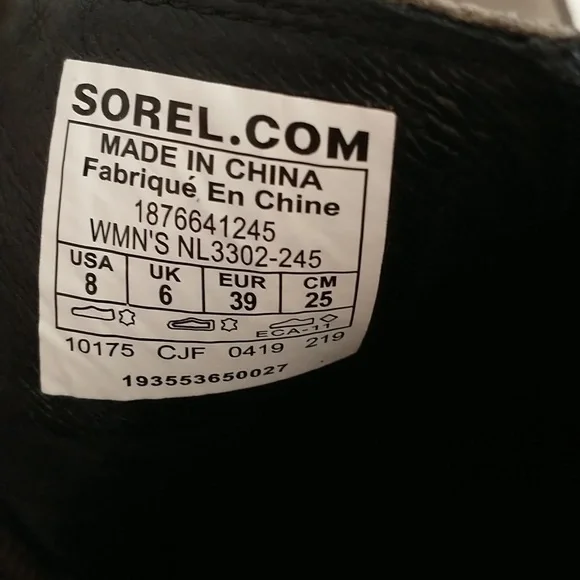 SOREL.COM
MADE IN CHINA
Fabriqué En Chine
1876641245
WMN'S NL3302-245
USA UK EUR CM
8 6 39 25
ECA-11
10175 CJF 0419 219
193553650027